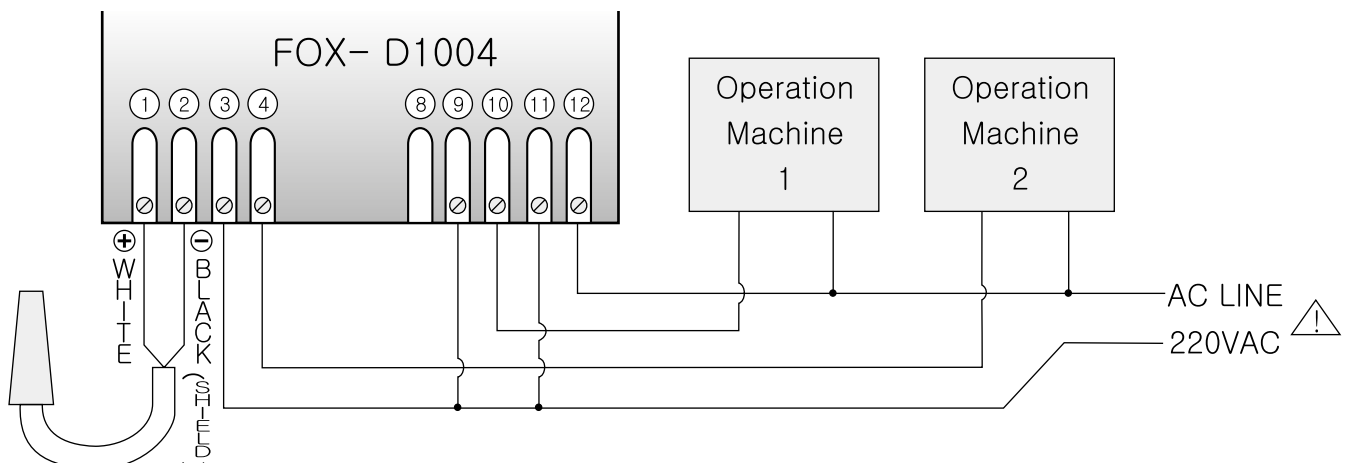 FOX- D1004
① ② ③ ④ ⑧ ⑨ ⑩ ⑪ ⑫
Operation
Machine
1
Operation
Machine
2
⊕ WHITE
⊖ BLACK (SHIELD
AC LINE
220VAC